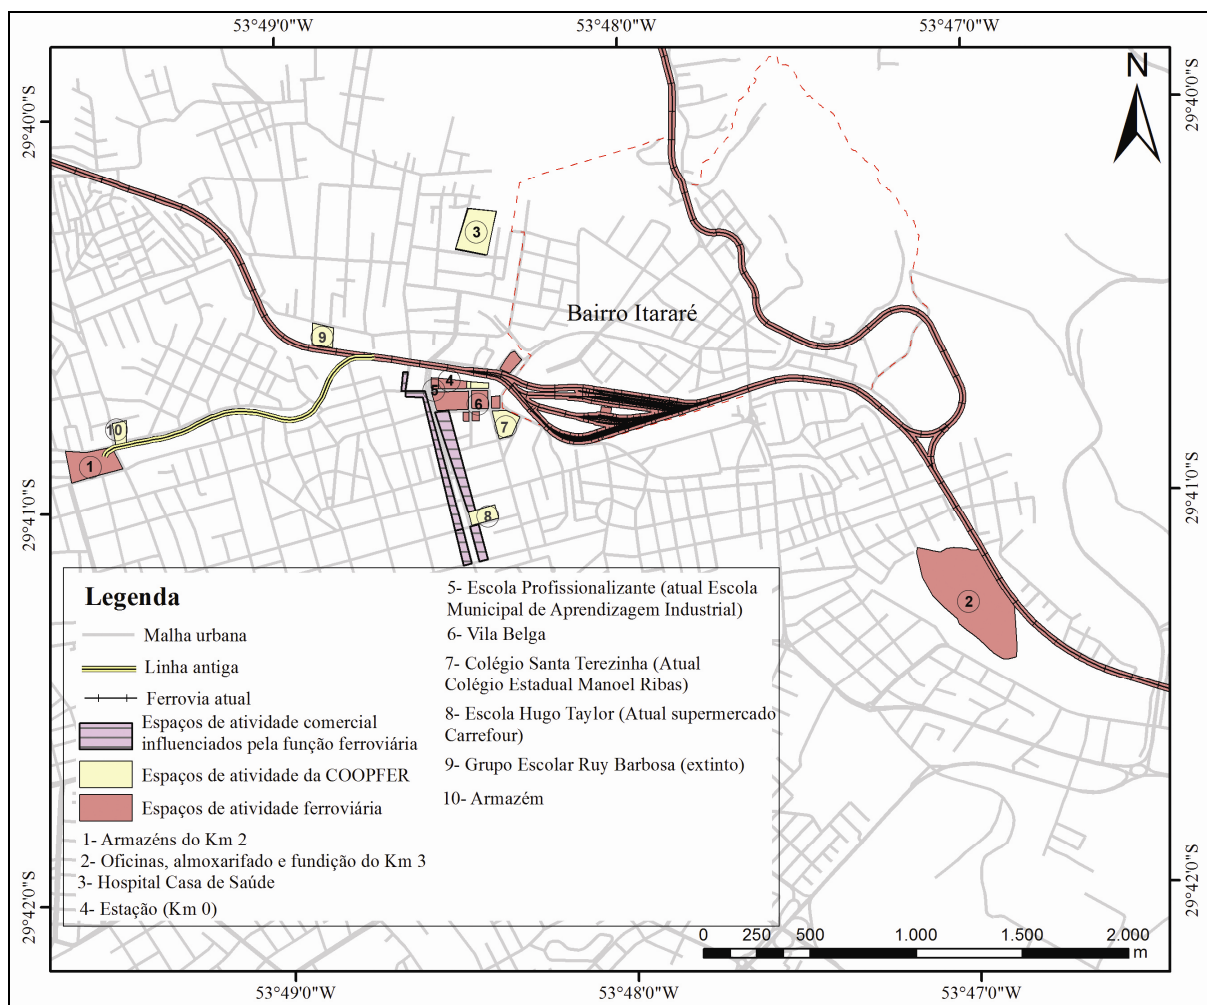 53°49'0"W
53°48'0"W
53°47'0"W
29°40'0"S
29°40'0"S
N
3
Bairro Itararé
9
4
5
6
7
10
1
8
29°41'0"S
29°41'0"S
2
Legenda
Malha urbana
Linha antiga
Ferrovia atual
Espaços de atividade comercial
influenciados pela função ferroviária
Espaços de atividade da COOPFER
Espaços de atividade ferroviária
1- Armazéns do Km 2
2- Oficinas, almoxarifado e fundição do Km 3
3- Hospital Casa de Saúde
4- Estação (Km 0)
5- Escola Profissionalizante (atual Escola
Municipal de Aprendizagem Industrial)
6- Vila Belga
7- Colégio Santa Terezinha (Atual
Colégio Estadual Manoel Ribas)
8- Escola Hugo Taylor (Atual supermercado
Carrefour)
9- Grupo Escolar Ruy Barbosa (extinto)
10- Armazém
29°42'0"S
29°42'0"S
0 250 500 1.000 1.500 2.000
m
53°49'0"W
53°48'0"W
53°47'0"W